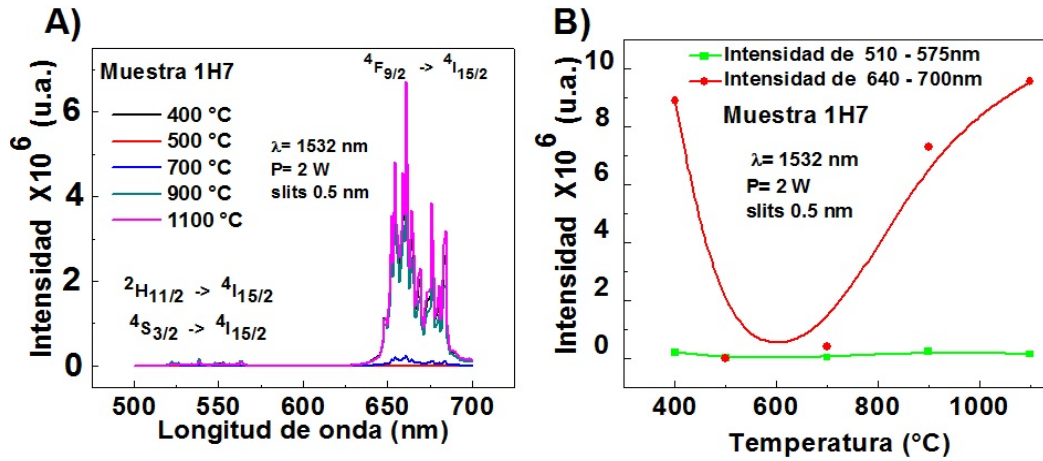 A)
Muestra 1H7
⁴F₉/₂ -> ⁴I₁₅/₂
400 °C
500 °C
700 °C
900 °C
1100 °C
λ= 1532 nm
P= 2 W
slits 0.5 nm
²H₁₁/₂ -> ⁴I₁₅/₂
⁴S₃/₂ -> ⁴I₁₅/₂
6
4
2
0
Intensidad X10⁶ (u.a.)
500 550 600 650 700
Longitud de onda (nm)
B)
Intensidad de 510 - 575nm
Intensidad de 640 - 700nm
Muestra 1H7
λ= 1532 nm
P= 2 W
slits 0.5 nm
10
8
6
4
2
0
Intensidad X10⁶ (u.a.)
400 600 800 1000
Temperatura (°C)